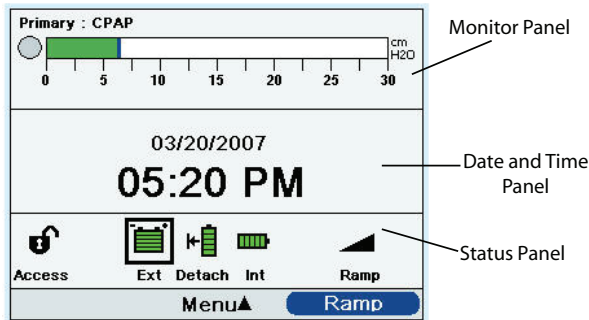 Primary : CPAP
cm
H2O
0 5 10 15 20 25 30
Monitor Panel
03/20/2007
05:20 PM
Date and Time
Panel
Access Ext Detach Int Ramp
Status Panel
Menu▲ Ramp